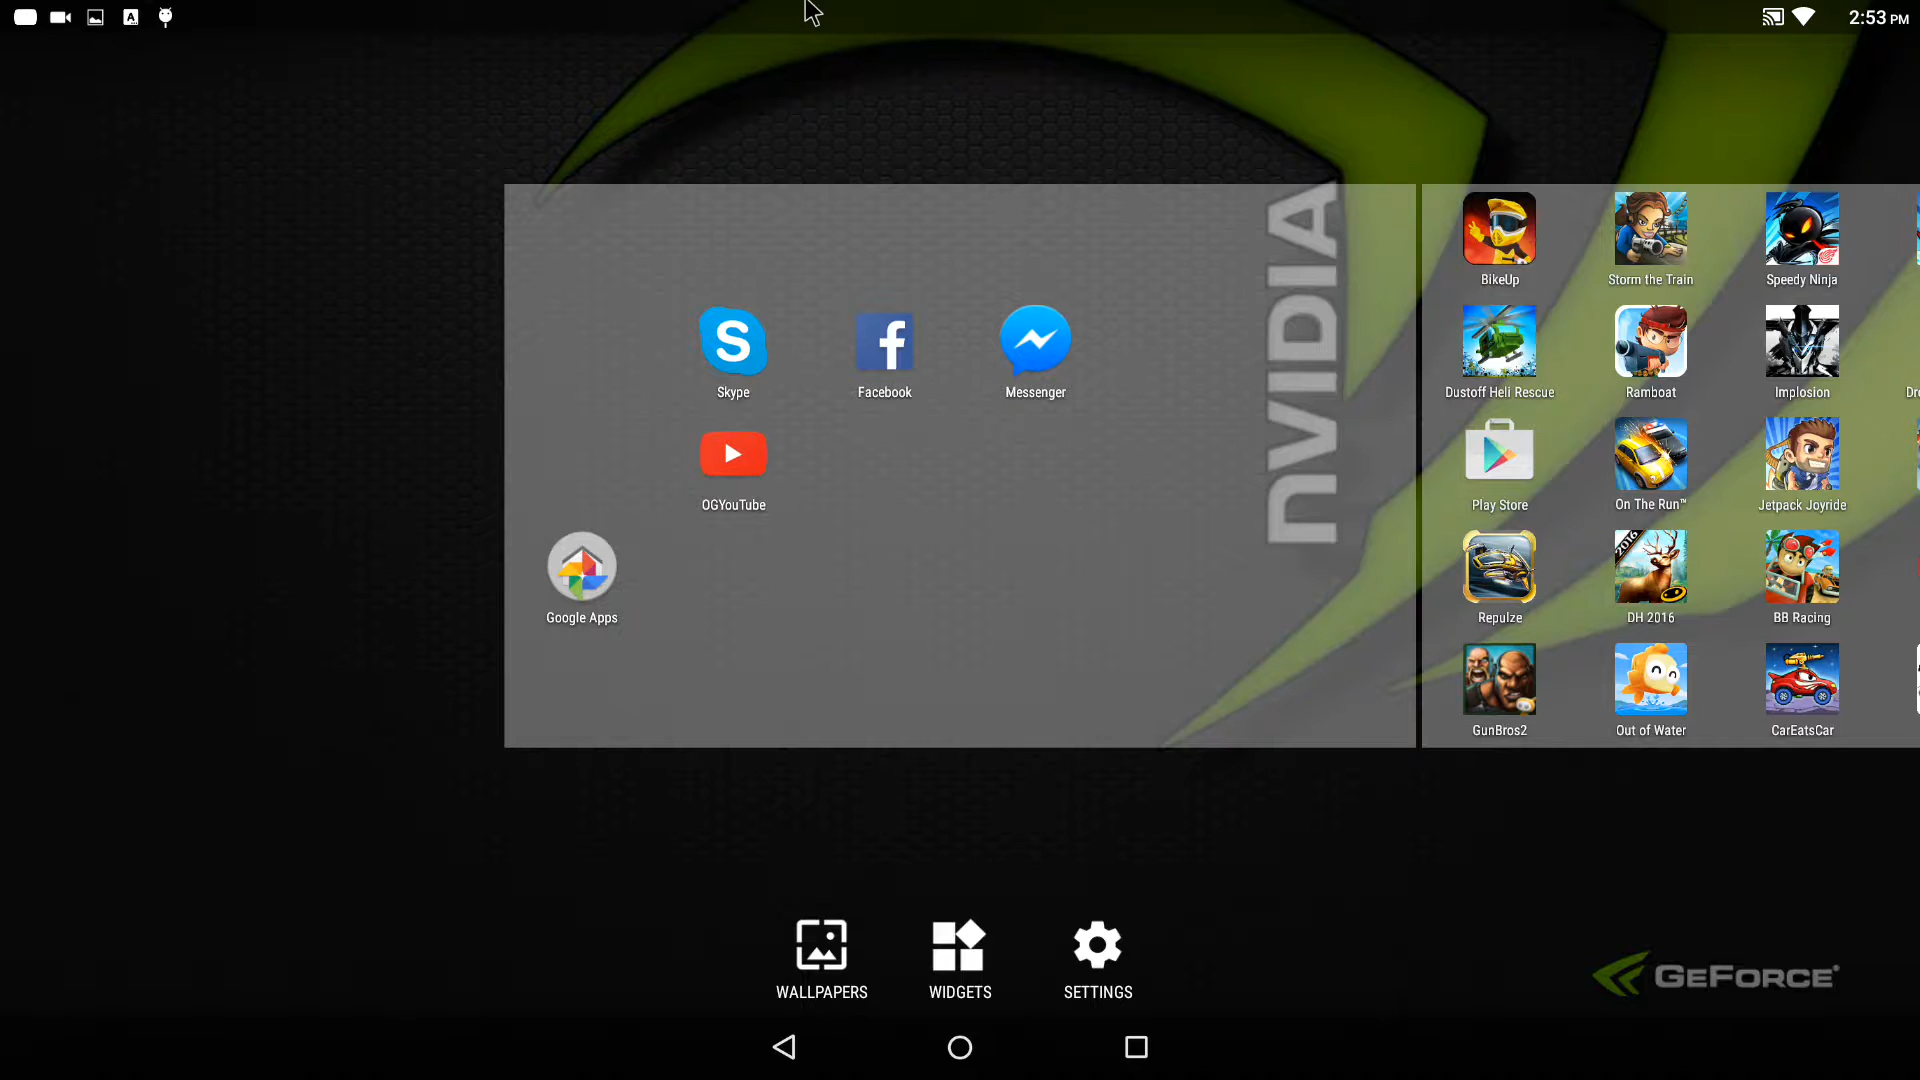 2:53 PM
NVIDIA
BikeUp
Storm the Train
Speedy Ninja
Skype
Facebook
Messenger
Dustoff Heli Rescue
Ramboat
Implosion
OGYouTube
Play Store
On The Run™
Jetpack Joyride
Google Apps
Repulze
2016
DH 2016
BB Racing
GunBros2
Out of Water
CarEatsCar
WALLPAPERS
WIDGETS
SETTINGS
GEFORCE®